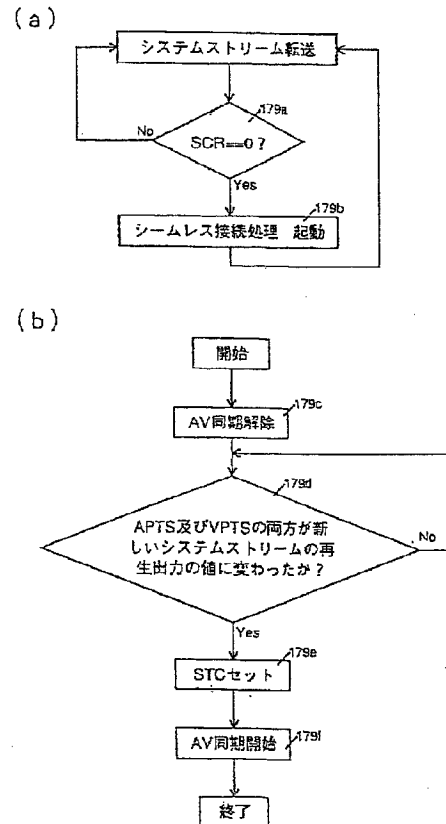 (a)
システムストリーム転送
179a
No
SCR==0？
Yes
179b
シームレス接続処理 起動
(b)
開始
179c
AV同期解除
179d
APTS及びVPTSの両方が新
しいシステムストリームの再
生出力の値に変わったか？
No
Yes
179e
STCセット
179f
AV同期開始
終了